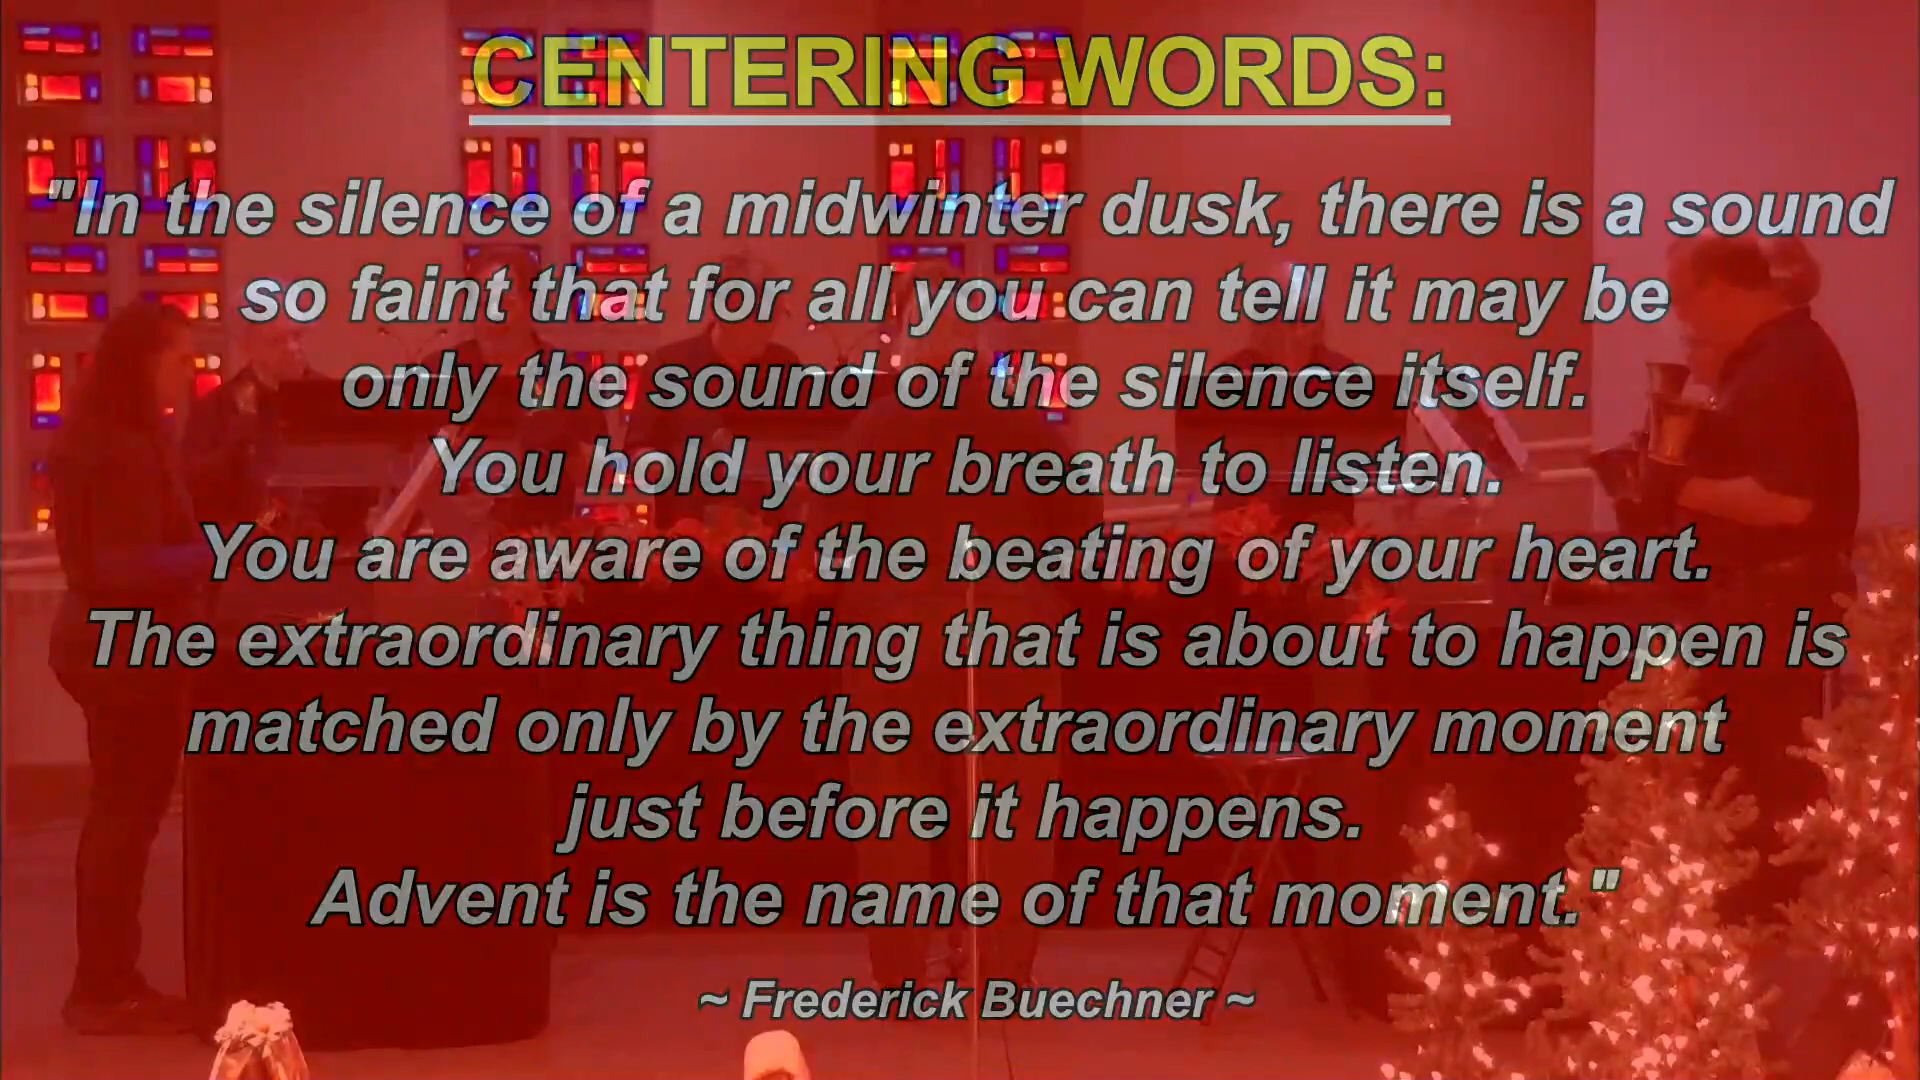 CENTERING WORDS:
"In the silence of a midwinter dusk, there is a sound
so faint that for all you can tell it may be
only the sound of the silence itself.
You hold your breath to listen.
You are aware of the beating of your heart.
The extraordinary thing that is about to happen is
matched only by the extraordinary moment
just before it happens.
Advent is the name of that moment."
~ Frederick Buechner ~